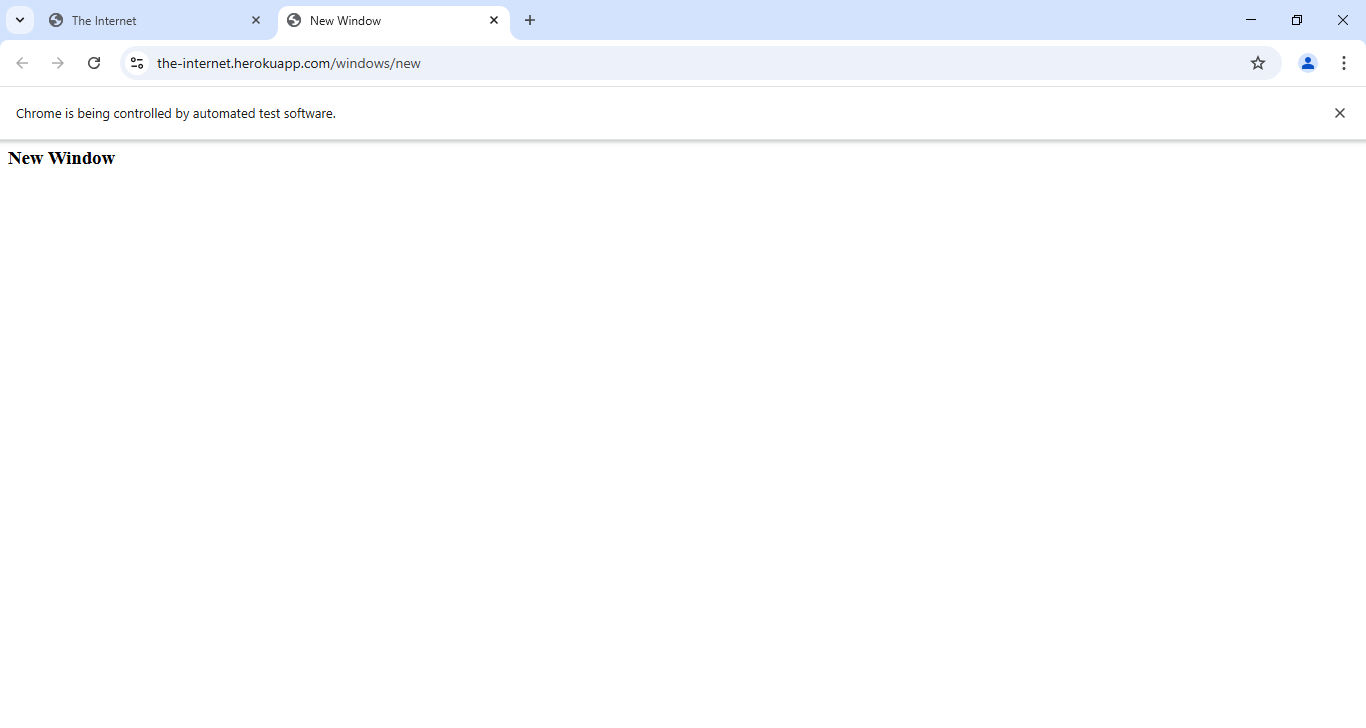 The Internet
New Window
the-internet.herokuapp.com/windows/new
Chrome is being controlled by automated test software.
New Window